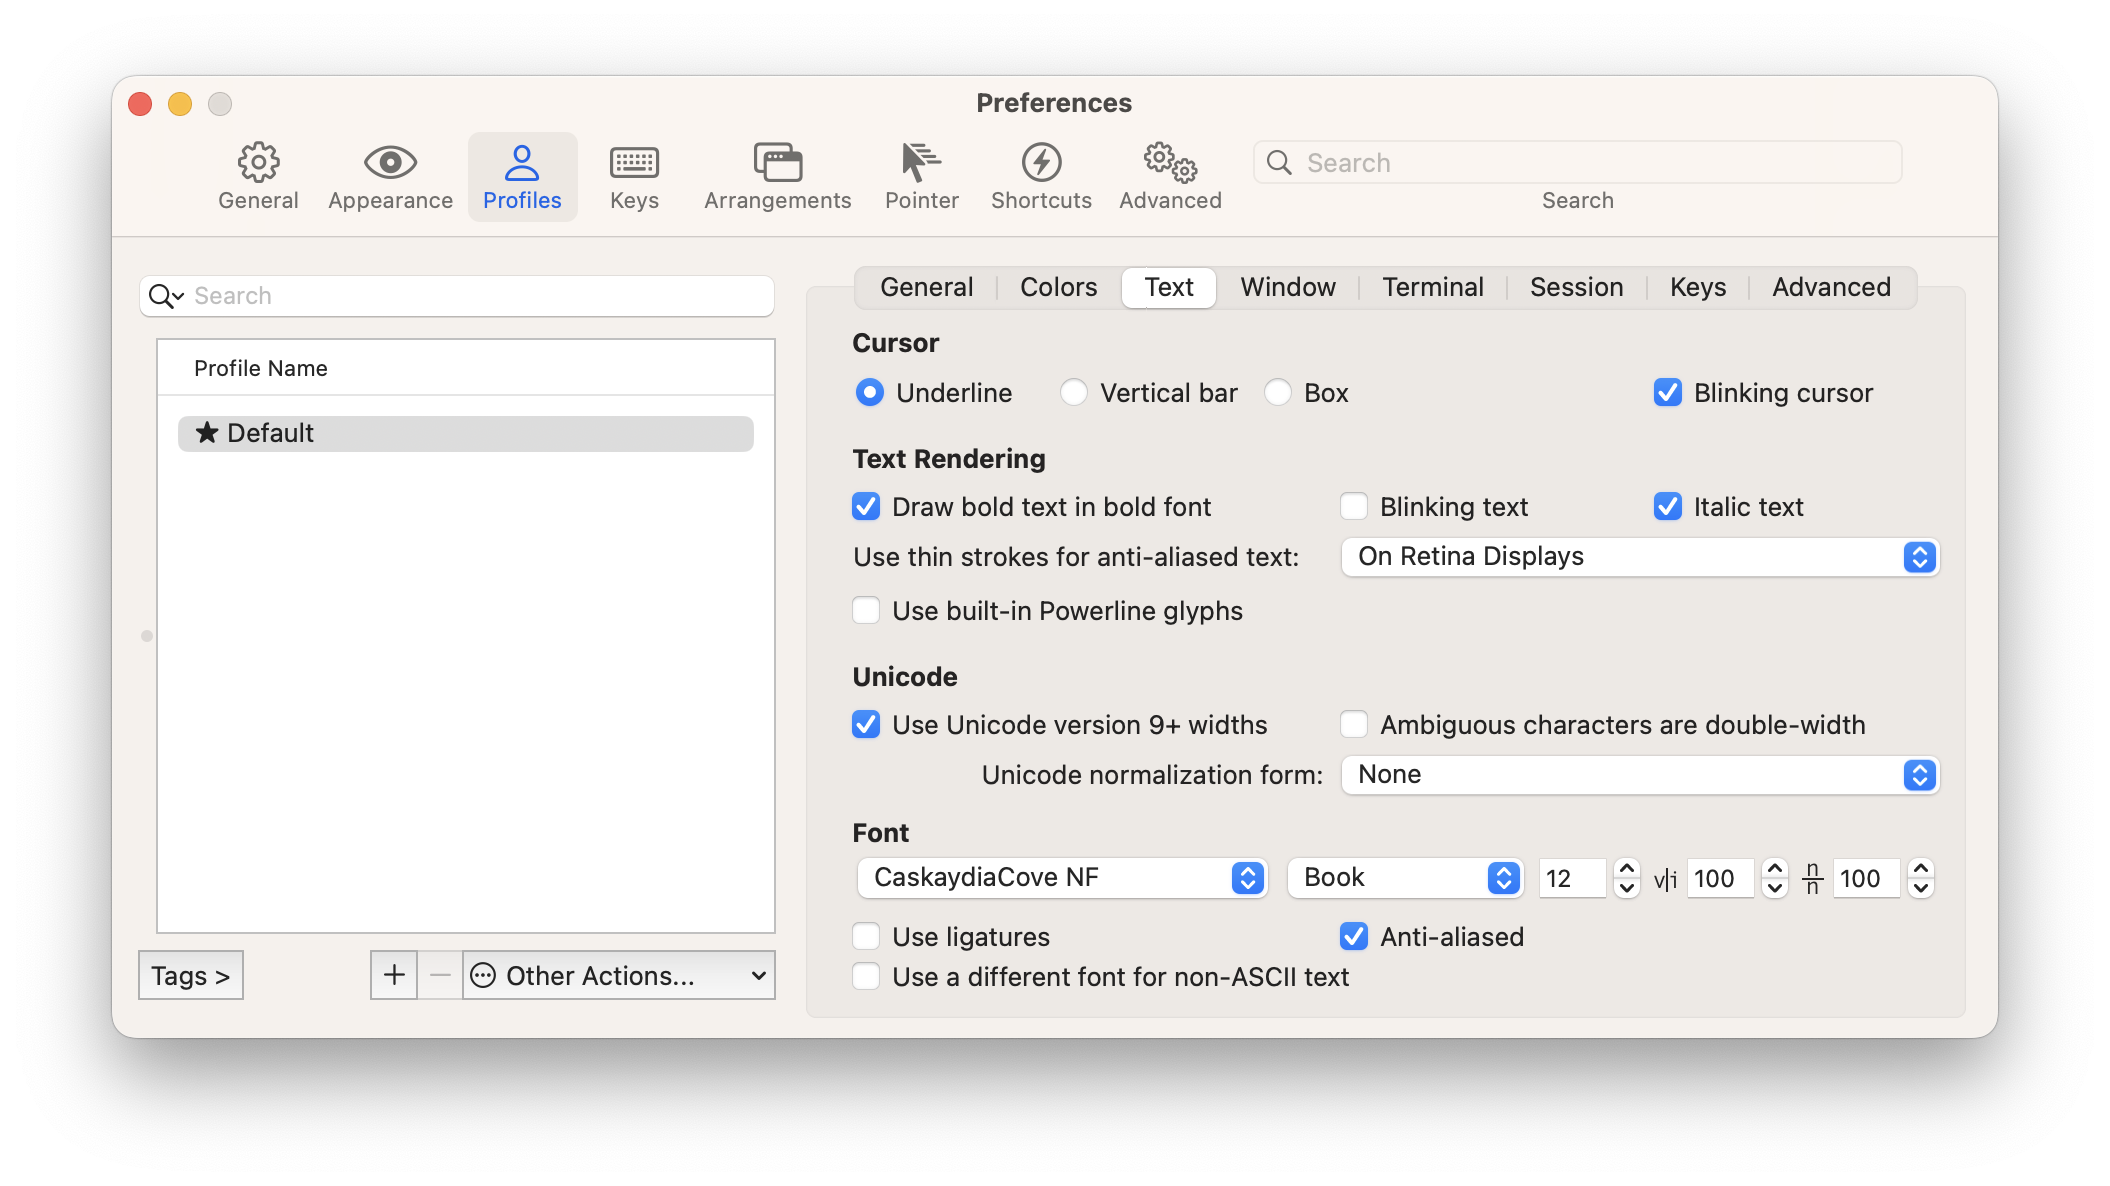 Preferences
General Appearance Profiles Keys Arrangements Pointer Shortcuts Advanced Search
Search
Search
Profile Name
★ Default
Tags >
+ − Other Actions...
General Colors Text Window Terminal Session Keys Advanced
Cursor
Underline Vertical bar Box Blinking cursor
Text Rendering
Draw bold text in bold font Blinking text Italic text
Use thin strokes for anti-aliased text: On Retina Displays
Use built-in Powerline glyphs
Unicode
Use Unicode version 9+ widths Ambiguous characters are double-width
Unicode normalization form: None
Font
CaskaydiaCove NF Book 12 v|i 100 n/n 100
Use ligatures Anti-aliased
Use a different font for non-ASCII text